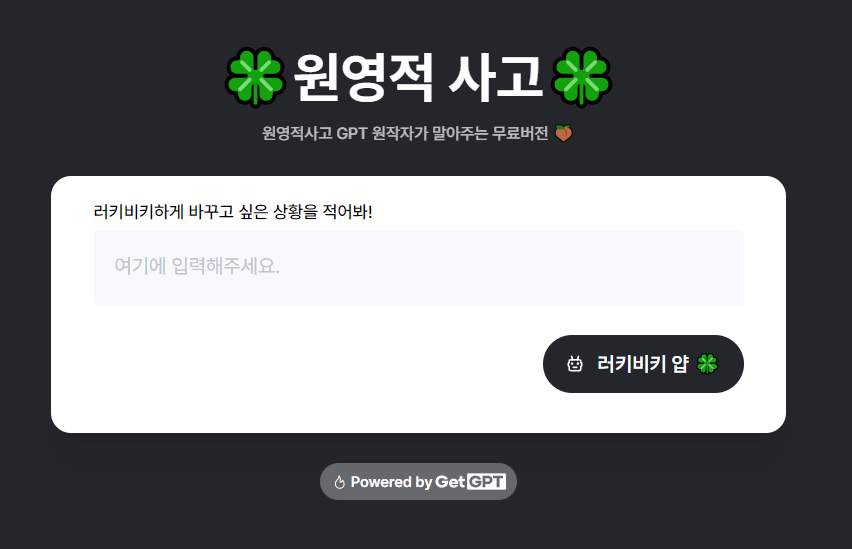 🍀원영적 사고🍀
원영적사고 GPT 원작자가 말아주는 무료버전 🍑
러키비키하게 바꾸고 싶은 상황을 적어봐!
여기에 입력해주세요.
러키비키 얍 🍀
Powered by GetGPT